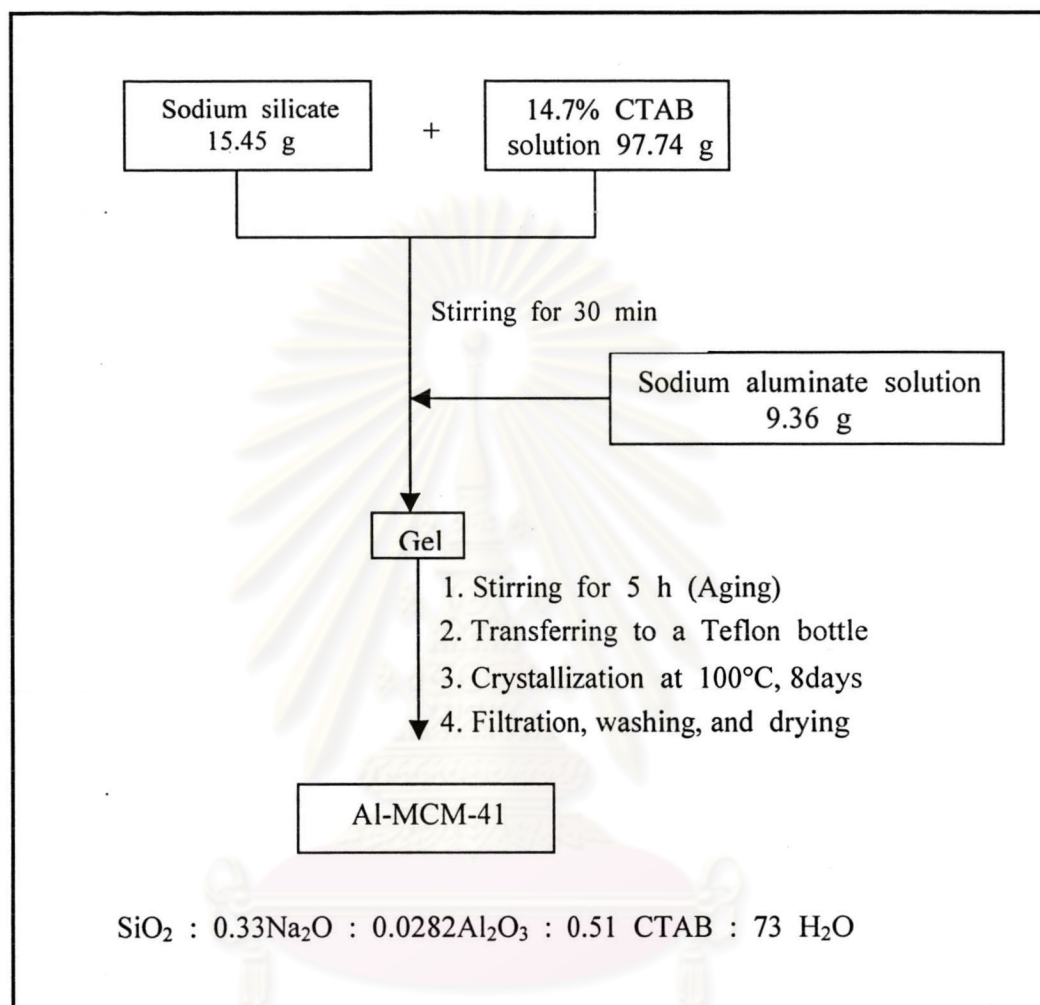 Sodium silicate
15.45 g
+
14.7% CTAB
solution 97.74 g
Stirring for 30 min
Sodium aluminate solution
9.36 g
Gel
1. Stirring for 5 h (Aging)
2. Transferring to a Teflon bottle
3. Crystallization at 100°C, 8days
4. Filtration, washing, and drying
Al-MCM-41
SiO₂ : 0.33Na₂O : 0.0282Al₂O₃ : 0.51 CTAB : 73 H₂O